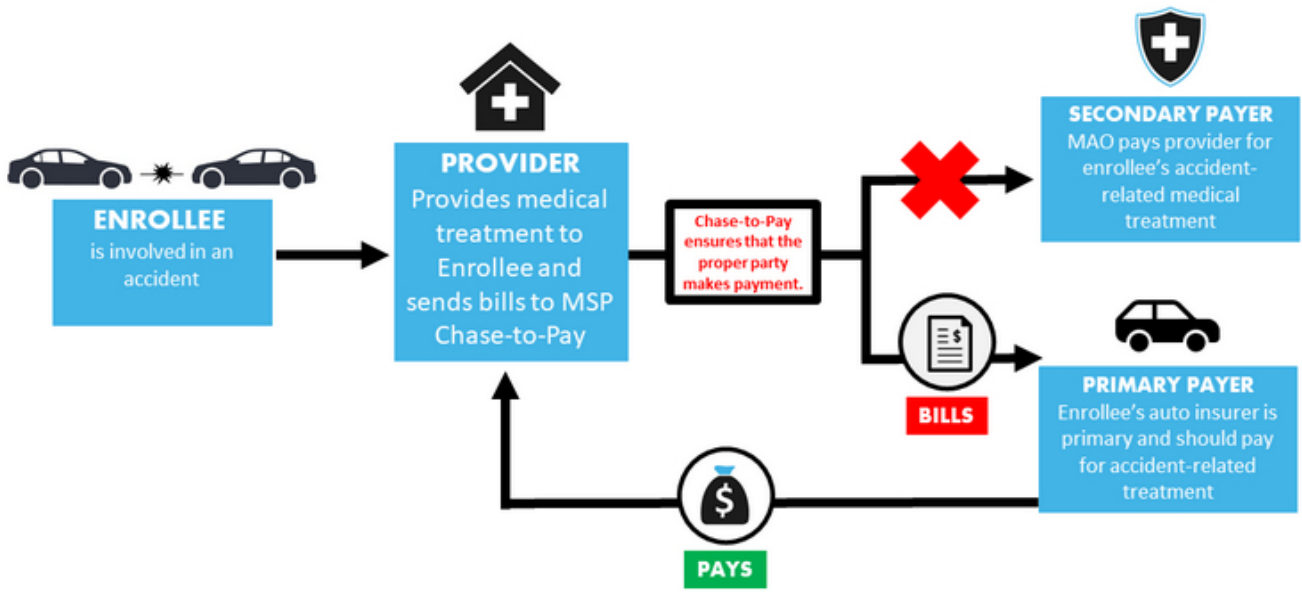 ENROLLEE
is involved in an
accident
PROVIDER
Provides medical
treatment to
Enrollee and
sends bills to MSP
Chase-to-Pay
Chase-to-Pay
ensures that the
proper party
makes payment.
SECONDARY PAYER
MAO pays provider for
enrollee's accident-
related medical
treatment
$
BILLS
PRIMARY PAYER
Enrollee's auto insurer is
primary and should pay
for accident-related
treatment
$
PAYS